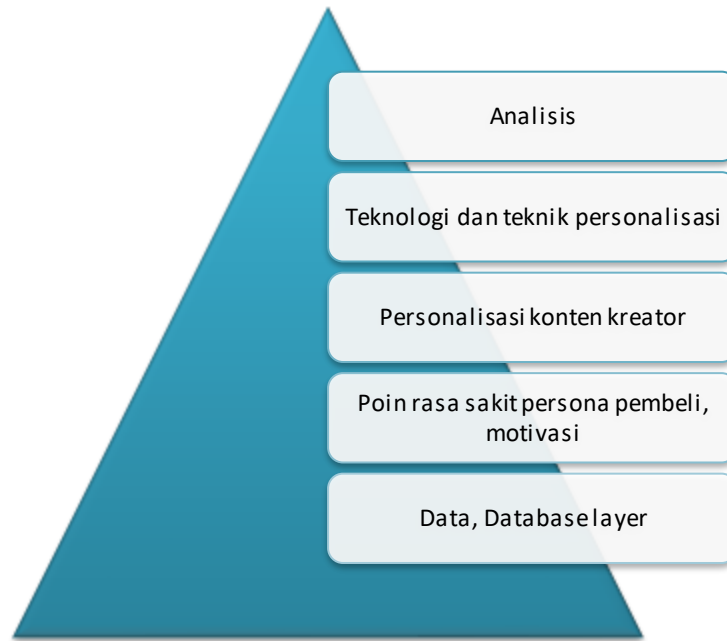 Analisis
Teknologi dan teknik personalisasi
Personalisasi konten kreator
Poin rasa sakit persona pembeli,
motivasi
Data, Database layer